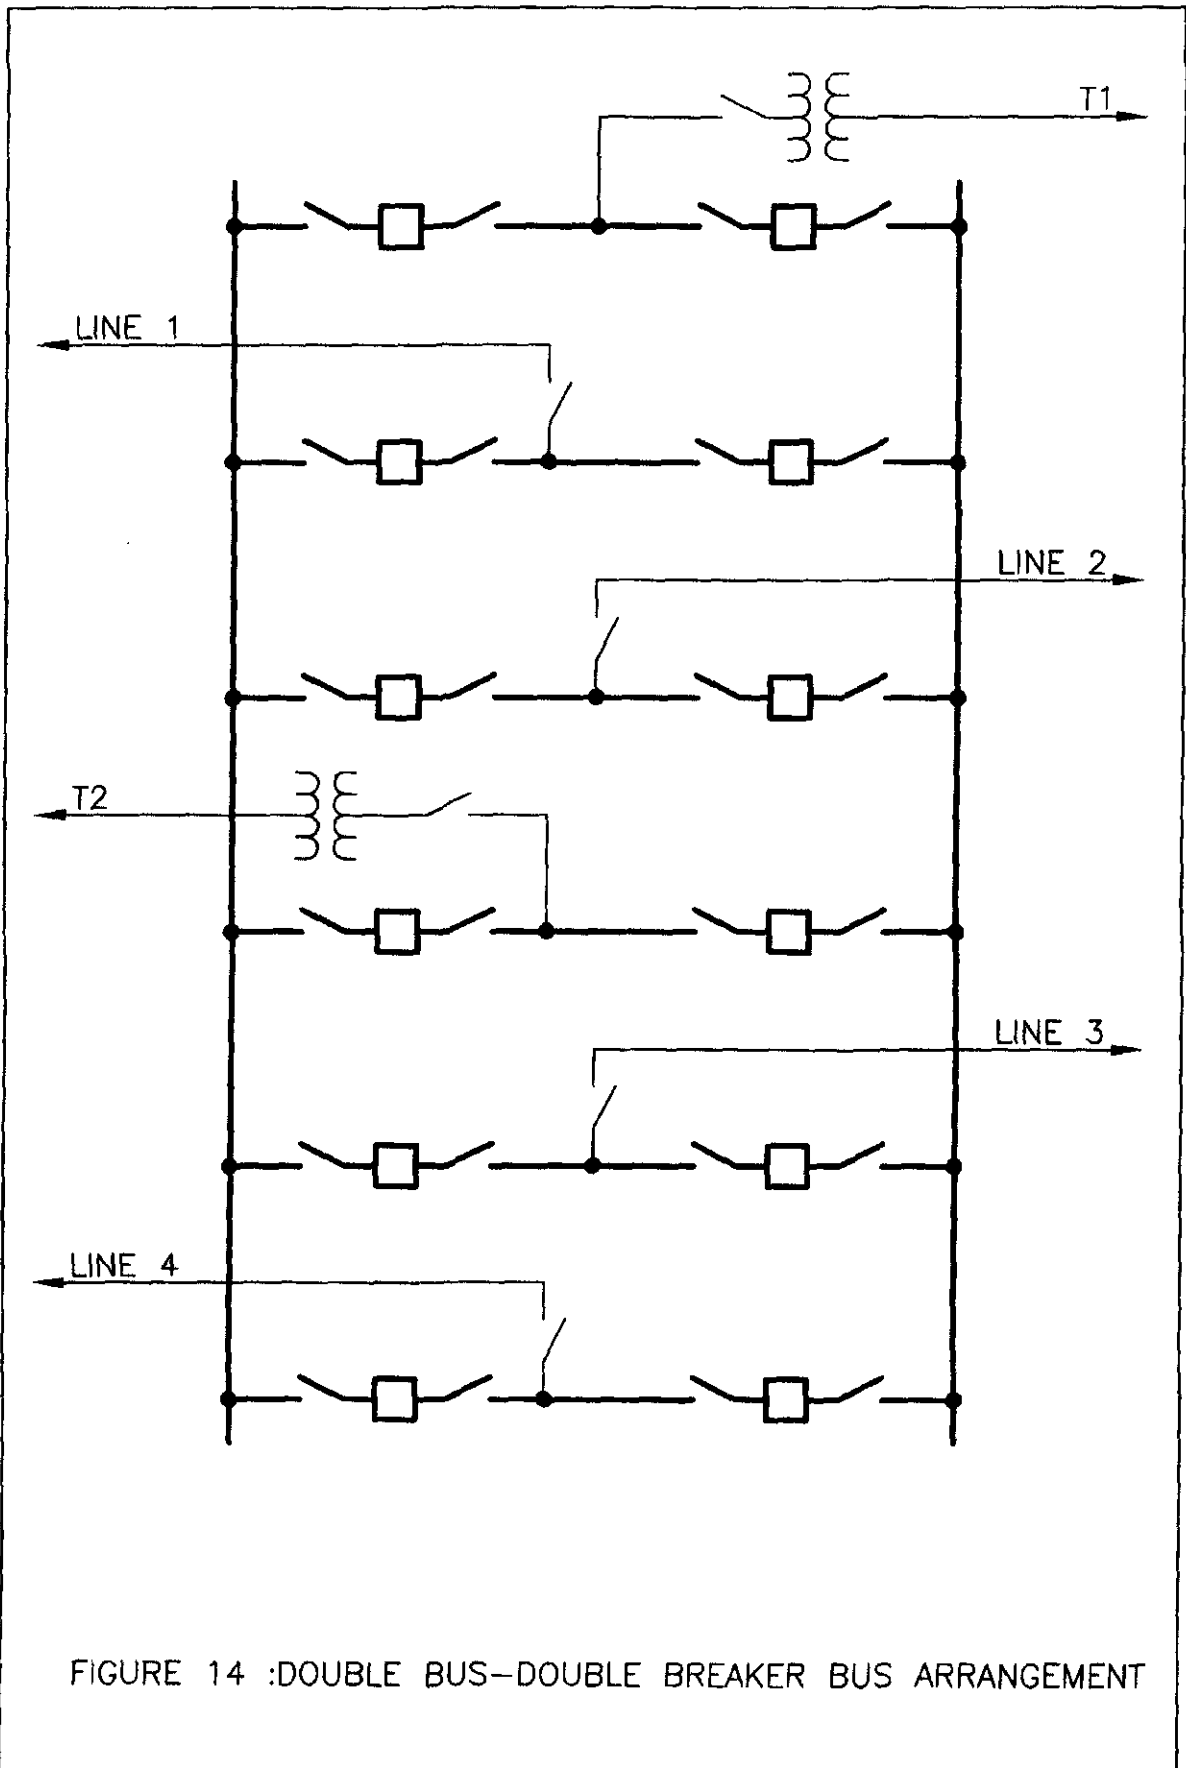 T1
LINE 1
LINE 2
T2
LINE 3
LINE 4
FIGURE 14 :DOUBLE BUS-DOUBLE BREAKER BUS ARRANGEMENT